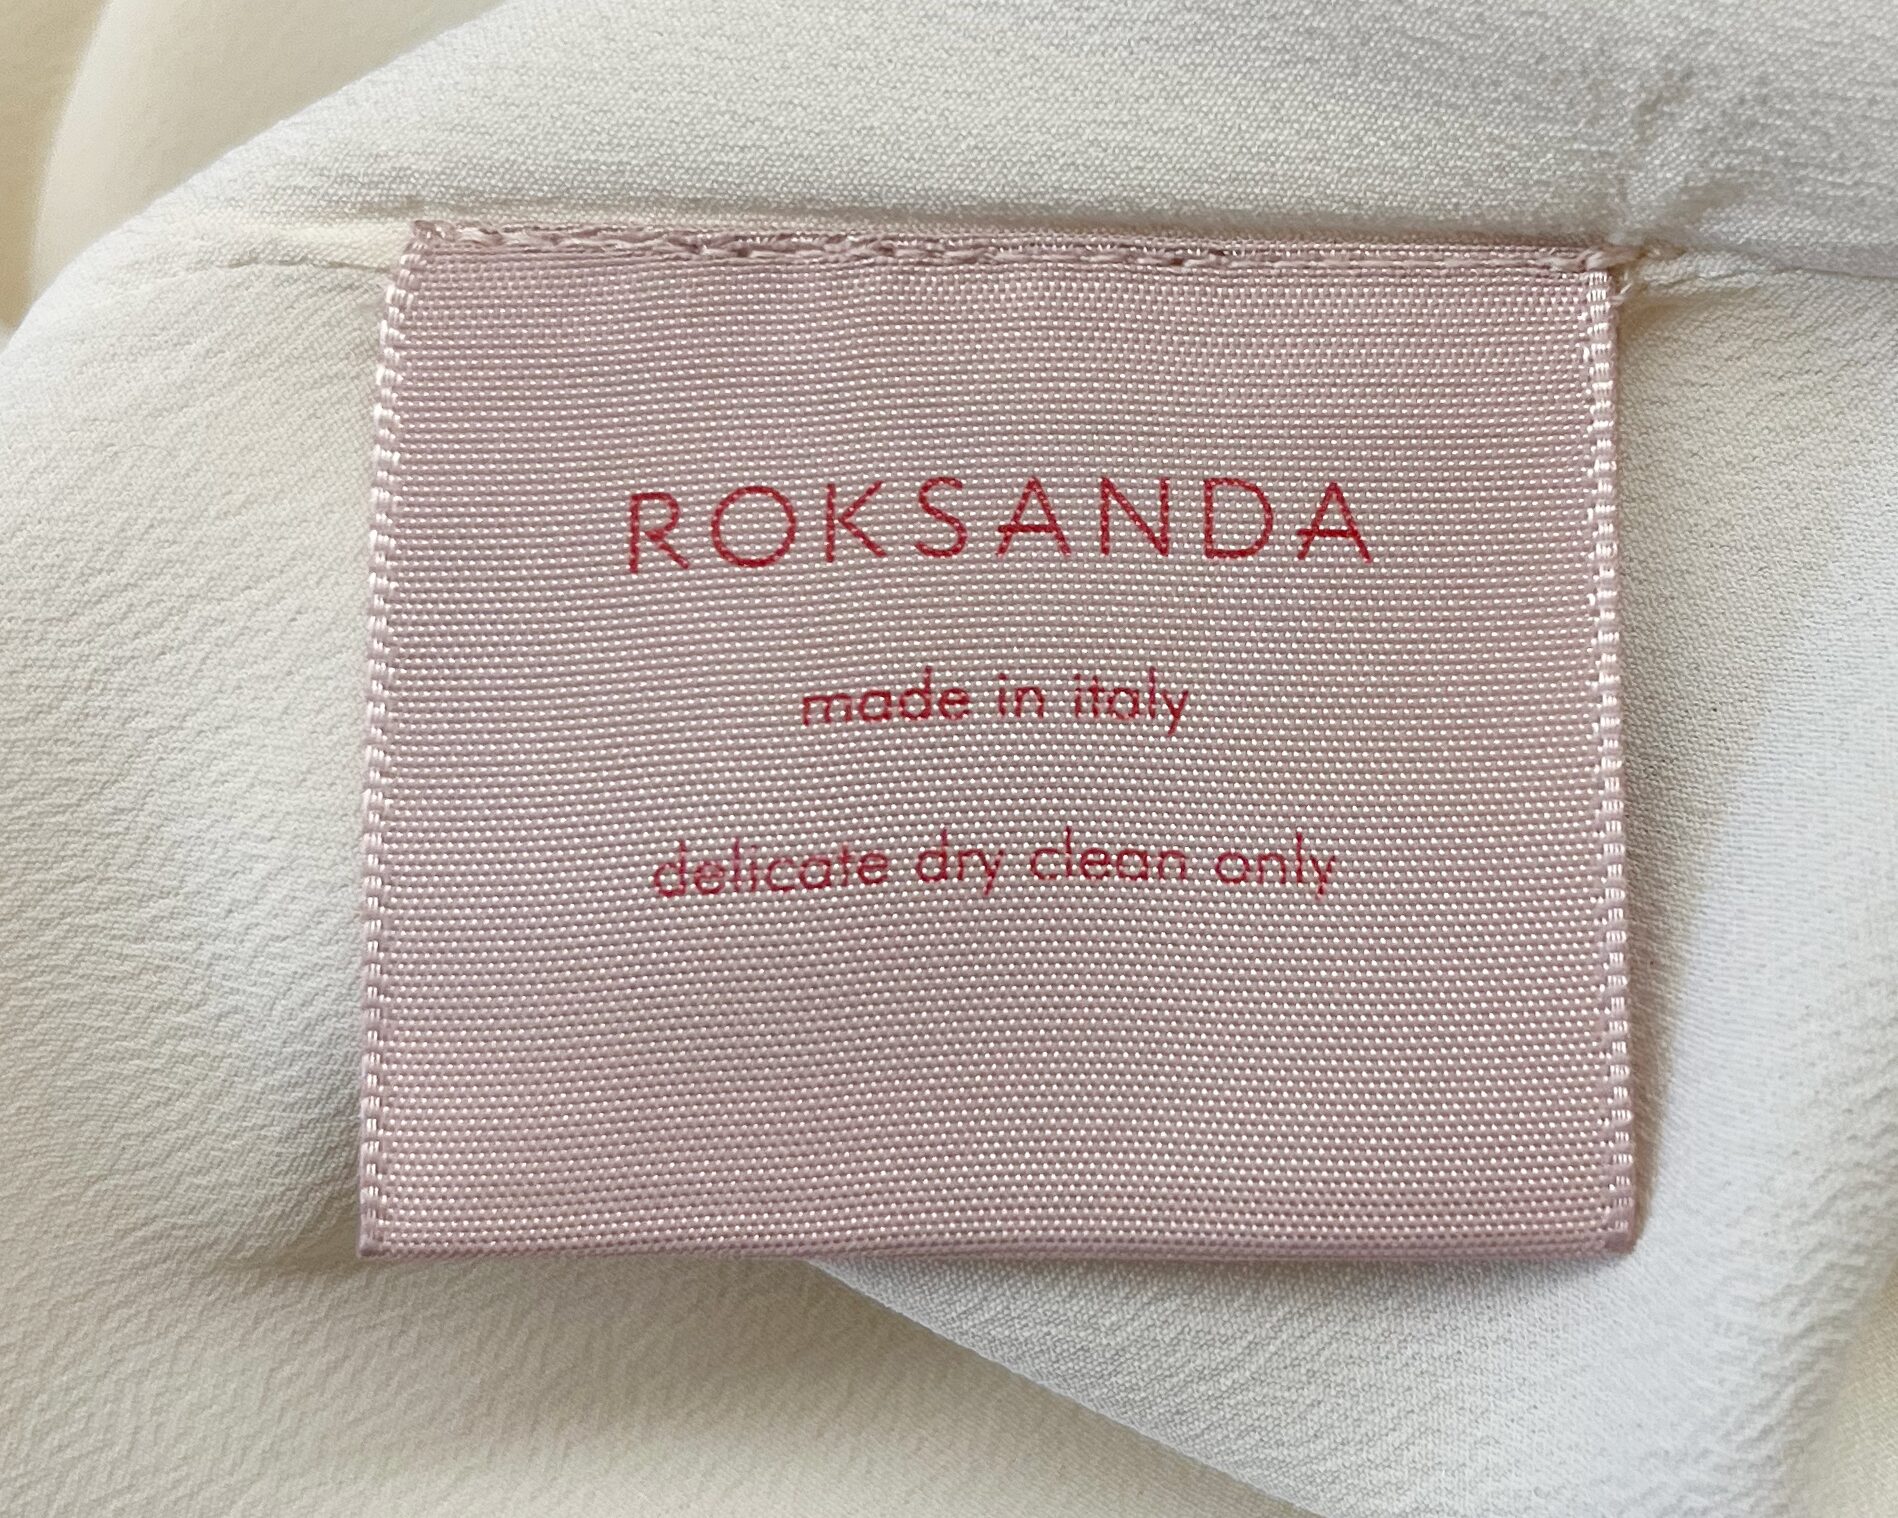 ROKSANDA
made in italy
delicate dry clean only